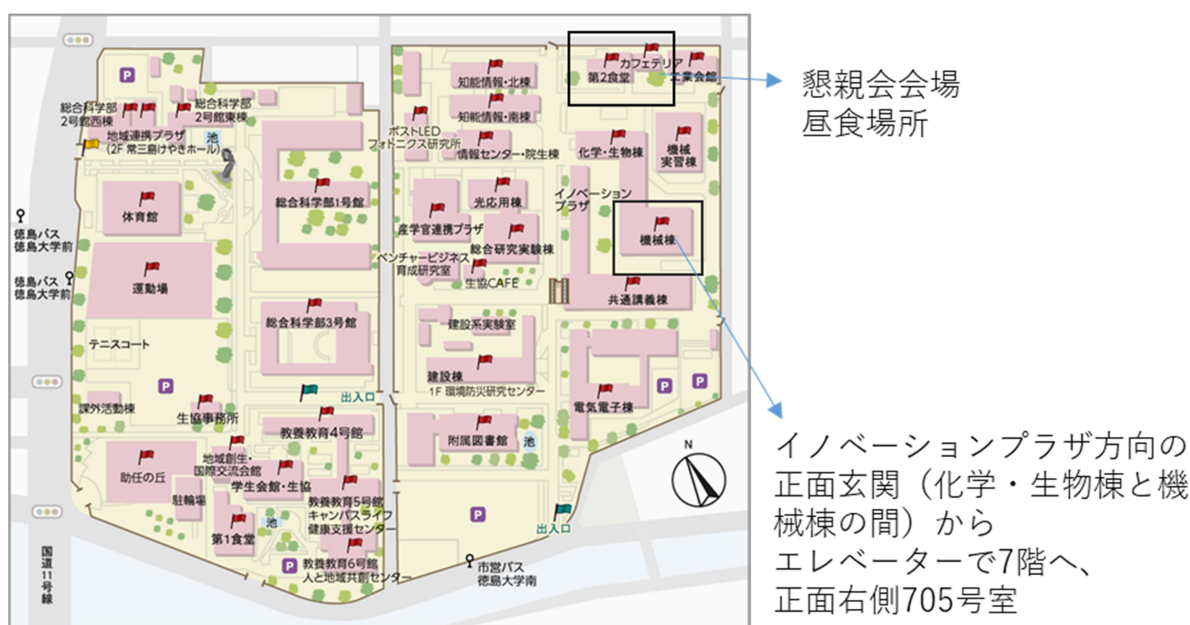 P
総合科学部
2号館西棟
総合科学部
2号館東棟
地域連携プラザ
(2F 常三島けやきホール)
池
体育館
総合科学部1号館
徳島バス
徳島大学前
徳島バス
徳島大学前
運動場
テニスコート
総合科学部3号館
P
課外活動棟
生協事務所
出入口
教養教育4号館
助任の丘
地域創生・
国際交流会館
学生会館・生協
駐輪場
教養教育5号館
キャンパスライフ
健康支援センター
第1食堂
池
P
教養教育6号館
人と地域共創センター
国道11号線
知能情報・北棟
知能情報・南棟
ポストLED
フォトニクス研究所
情報センター・院生棟
第2食堂
カフェテリア
工業会館
化学・生物棟
機械
実習棟
光応用棟
イノベーション
プラザ
産学官連携プラザ
総合研究実験棟
機械棟
ベンチャービジネス
育成研究室
生協CAFE
共通講義棟
建設系実験室
建設棟
1F 環境防災研究センター
電気電子棟
P
P
附属図書館
池
P
出入口
市営バス
徳島大学南
N
懇親会会場
昼食場所
イノベーションプラザ方向の
正面玄関（化学・生物棟と機
械棟の間）から
エレベーターで7階へ、
正面右側705号室